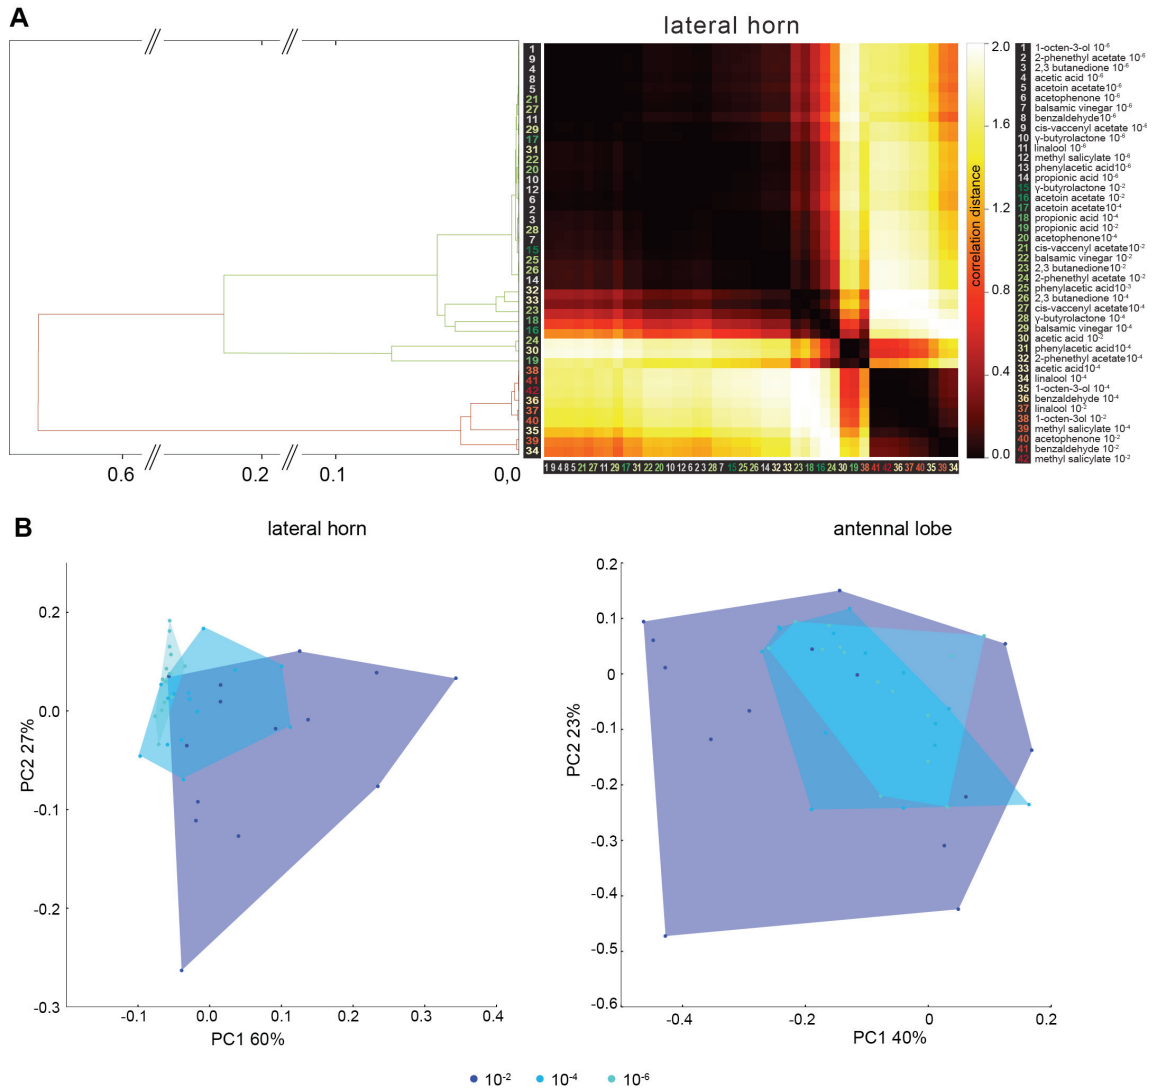 A
lateral horn
0.6
0.2
0.1
0,0
1
9
4
8
5
21
27
11
29
17
31
22
20
10
12
6
2
3
28
7
15
25
26
14
32
33
23
18
16
24
30
19
38
41
42
36
37
40
35
39
34
1 9 4 8 5 21 27 11 29 17 31 22 20 10 12 6 2 3 28 7 15 25 26 14 32 33 23 18 16 24 30 19 38 41 42 36 37 40 35 39 34
2.0
1.6
1.2
0.8
0.4
0.0
correlation distance
1 1-octen-3-ol 10⁻⁶
2 2-phenethyl acetate 10⁻⁶
3 2,3 butanedione 10⁻⁶
4 acetic acid 10⁻⁶
5 acetoin acetate10⁻⁶
6 acetophenone 10⁻⁶
7 balsamic vinegar 10⁻⁶
8 benzaldehyde10⁻⁶
9 cis-vaccenyl acetate 10⁻⁶
10 γ-butyrolactone 10⁻⁶
11 linalool 10⁻⁶
12 methyl salicylate 10⁻⁶
13 phenylacetic acid10⁻⁶
14 propionic acid 10⁻⁶
15 γ-butyrolactone 10⁻²
16 acetoin acetate 10⁻²
17 acetoin acetate10⁻⁴
18 propionic acid 10⁻⁴
19 propionic acid 10⁻²
20 acetophenone10⁻⁴
21 cis-vaccenyl acetate10⁻²
22 balsamic vinegar 10⁻²
23 2,3 butanedione10⁻²
24 2-phenethyl acetate 10⁻²
25 phenylacetic acid10⁻³
26 2,3 butanedione 10⁻⁴
27 cis-vaccenyl acetate10⁻⁴
28 γ-butyrolactone 10⁻⁴
29 balsamic vinegar 10⁻⁴
30 acetic acid 10⁻²
31 phenylacetic acid10⁻⁴
32 2-phenethyl acetate10⁻⁴
33 acetic acid10⁻⁴
34 linalool 10⁻⁴
35 1-octen-3-ol 10⁻⁴
36 benzaldehyde 10⁻⁴
37 linalool 10⁻²
38 1-octen-3ol 10⁻²
39 methyl salicylate 10⁻⁴
40 acetophenone 10⁻²
41 benzaldehyde 10⁻²
42 methyl salicylate 10⁻²
B
lateral horn
0.2
0.0
-0.1
-0.2
-0.3
PC2 27%
-0.1
0.0
0.1
0.2
0.3
0.4
PC1 60%
antennal lobe
0.2
0.1
0
-0.1
-0.2
-0.3
-0.4
-0.5
-0.6
PC2 23%
-0.4
-0.2
0
0.2
PC1 40%
10⁻²
10⁻⁴
10⁻⁶